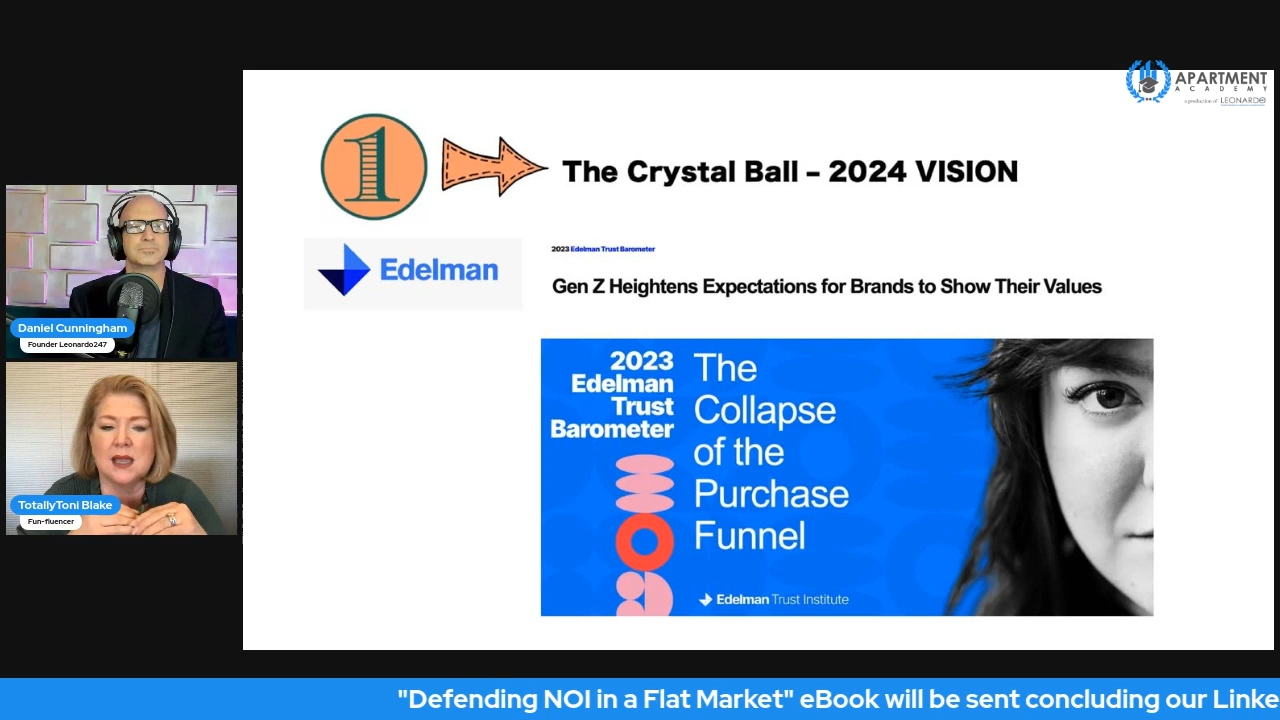 APARTMENT
ACADEMY
a production of LEONARDO
1
The Crystal Ball – 2024 VISION
Edelman
2023 Edelman Trust Barometer
Gen Z Heightens Expectations for Brands to Show Their Values
2023
Edelman
Trust
Barometer
The
Collapse
of the
Purchase
Funnel
Edelman Trust Institute
Daniel Cunningham
Founder Leonardo247
TotallyToni Blake
Fun-fluencer
"Defending NOI in a Flat Market" eBook will be sent concluding our Linke